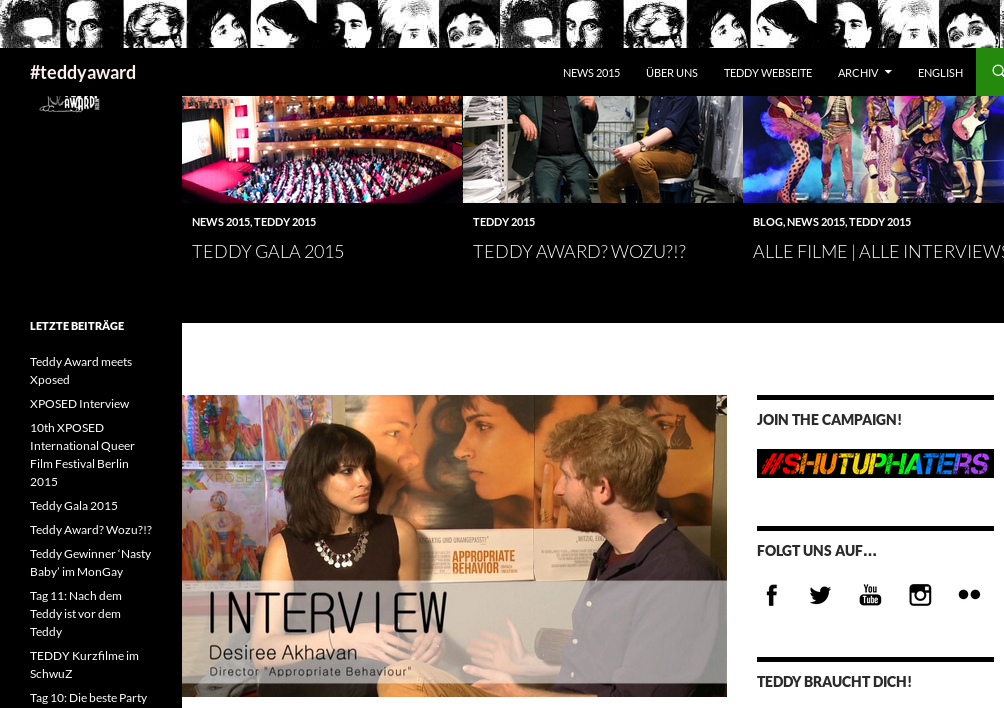 #teddyaward
NEWS 2015
ÜBER UNS
TEDDY WEBSEITE
ARCHIV
ENGLISH
AWARD
NEWS 2015, TEDDY 2015
TEDDY GALA 2015
TEDDY 2015
TEDDY AWARD? WOZU?!?
BLOG, NEWS 2015, TEDDY 2015
ALLE FILME | ALLE INTERVIEWS
LETZTE BEITRÄGE
Teddy Award meets
Xposed
XPOSED Interview
10th XPOSED
International Queer
Film Festival Berlin
2015
Teddy Gala 2015
Teddy Award? Wozu?!?
Teddy Gewinner ‘Nasty
Baby’ im MonGay
Tag 11: Nach dem
Teddy ist vor dem
Teddy
TEDDY Kurzfilme im
SchwuZ
Tag 10: Die beste Party
XPOSED
APPROPRIATE
BEHAVIOR
INTERVIEW
Desiree Akhavan
Director "Appropriate Behaviour"
JOIN THE CAMPAIGN!
#SHUTUPHATERS
FOLGT UNS AUF…
You
Tube
TEDDY BRAUCHT DICH!